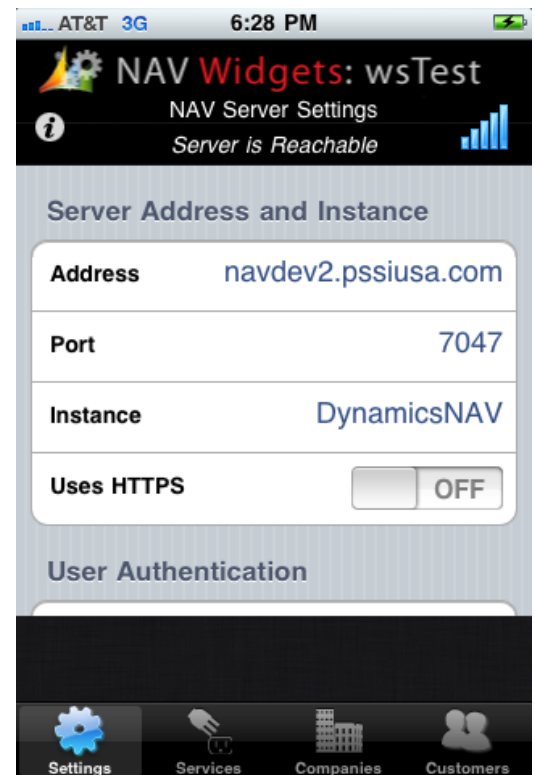 AT&T 3G 6:28 PM
NAV Widgets: wsTest
NAV Server Settings
i
Server is Reachable
Server Address and Instance
Address navdev2.pssiusa.com
Port 7047
Instance DynamicsNAV
Uses HTTPS OFF
User Authentication
Settings Services Companies Customers